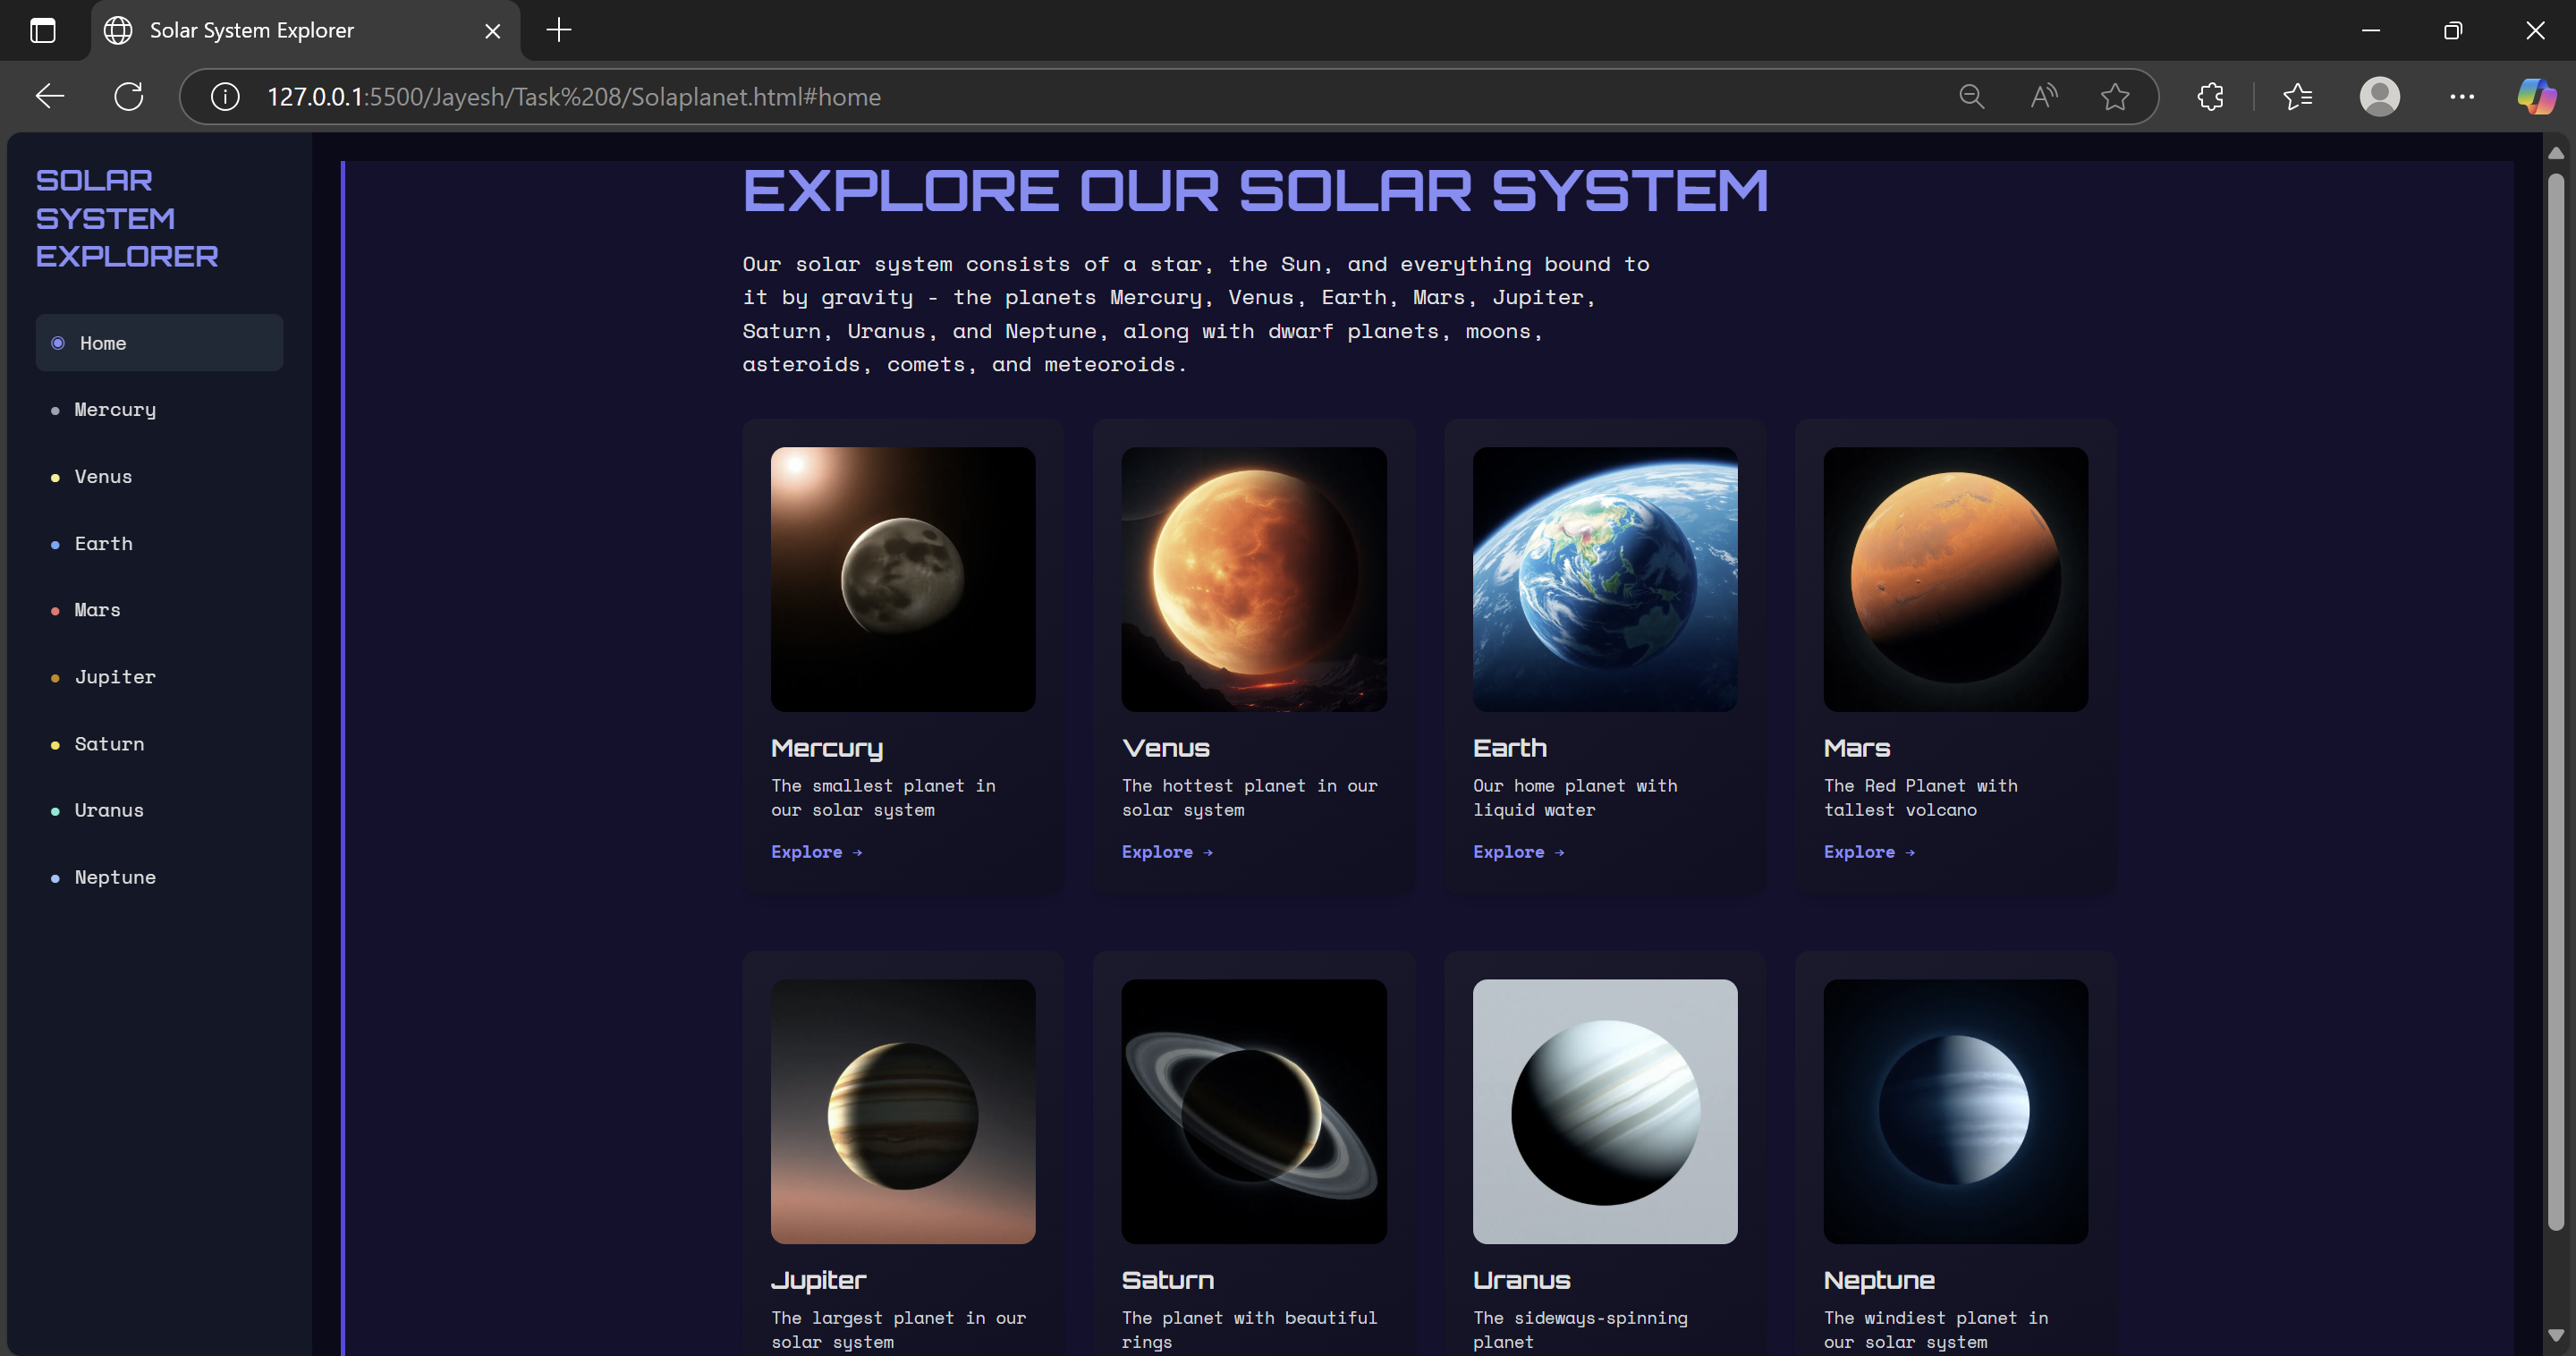 Solar System Explorer
127.0.0.1:5500/Jayesh/Task%208/Solaplanet.html#home
SOLAR
SYSTEM
EXPLORER
Home
Mercury
Venus
Earth
Mars
Jupiter
Saturn
Uranus
Neptune
EXPLORE OUR SOLAR SYSTEM
Our solar system consists of a star, the Sun, and everything bound to
it by gravity - the planets Mercury, Venus, Earth, Mars, Jupiter,
Saturn, Uranus, and Neptune, along with dwarf planets, moons,
asteroids, comets, and meteoroids.
Mercury
The smallest planet in
our solar system
Explore →
Venus
The hottest planet in our
solar system
Explore →
Earth
Our home planet with
liquid water
Explore →
Mars
The Red Planet with
tallest volcano
Explore →
Jupiter
The largest planet in our
solar system
Saturn
The planet with beautiful
rings
Uranus
The sideways-spinning
planet
Neptune
The windiest planet in
our solar system